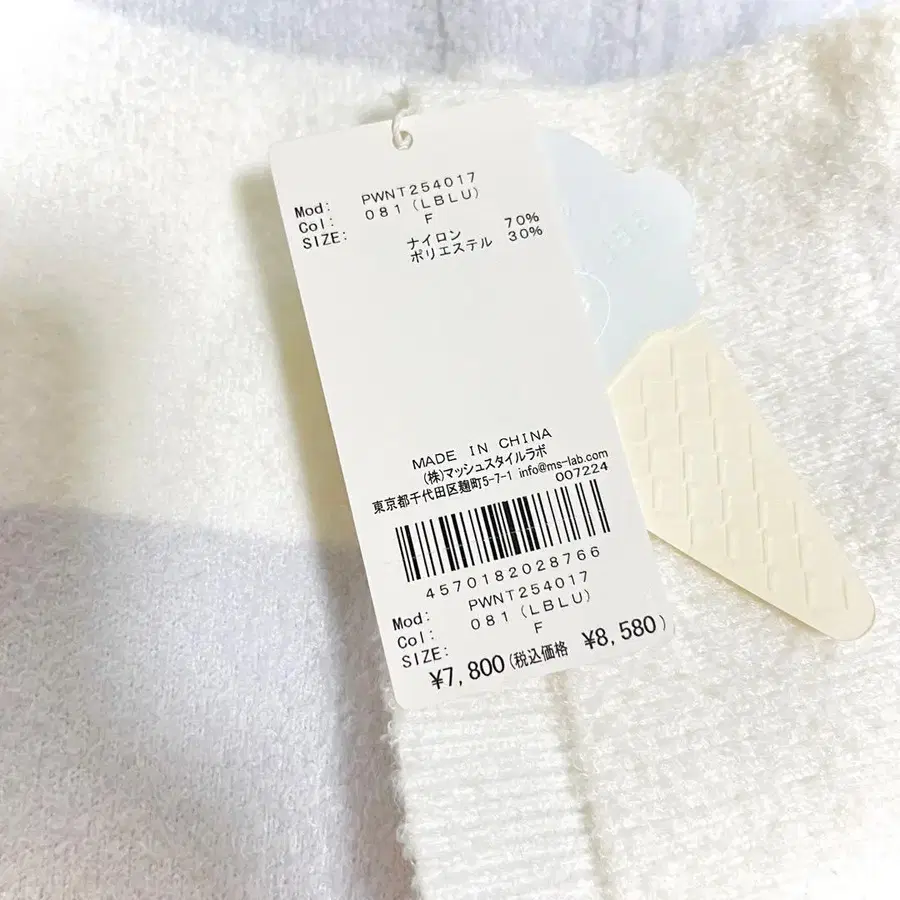 Mod: PWNT254017
Col: 081 (LBLU)
SIZE: F
ナイロン 70%
ポリエステル 30%
MADE IN CHINA
(株)マッシュスタイルラボ
東京都千代田区麹町5-7-1 info@ms-lab.com
007224
4570182028766
Mod: PWNT254017
Col: 081 (LBLU)
SIZE: F
¥7,800(税込価格 ¥8,580)